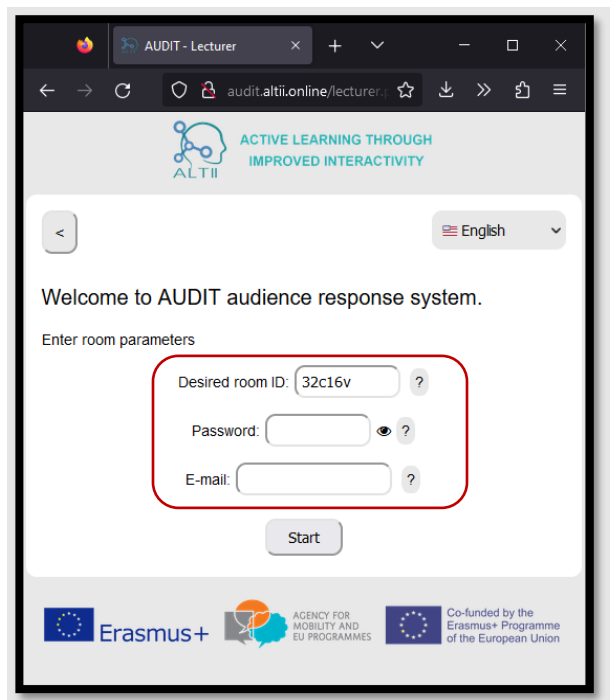 AUDIT - Lecturer
audit.altii.online/lecturer.
ALTII
ACTIVE LEARNING THROUGH
IMPROVED INTERACTIVITY
<
English
Welcome to AUDIT audience response system.
Enter room parameters
Desired room ID: 32c16v ?
Password: ?
E-mail: ?
Start
Erasmus+
AGENCY FOR
MOBILITY AND
EU PROGRAMMES
Co-funded by the
Erasmus+ Programme
of the European Union